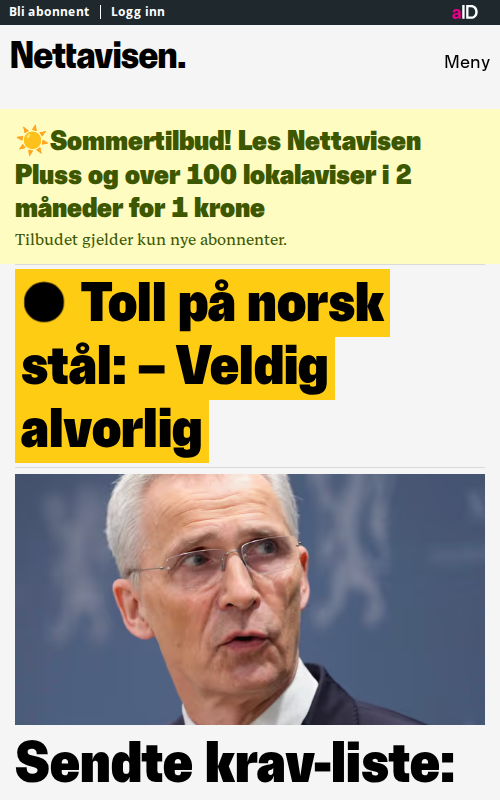 Bli abonnent | Logg inn
aID
Nettavisen.
Meny
☀️Sommertilbud! Les Nettavisen
Pluss og over 100 lokalaviser i 2
måneder for 1 krone
Tilbudet gjelder kun nye abonnenter.
Toll på norsk
stål: – Veldig
alvorlig
Sendte krav-liste: